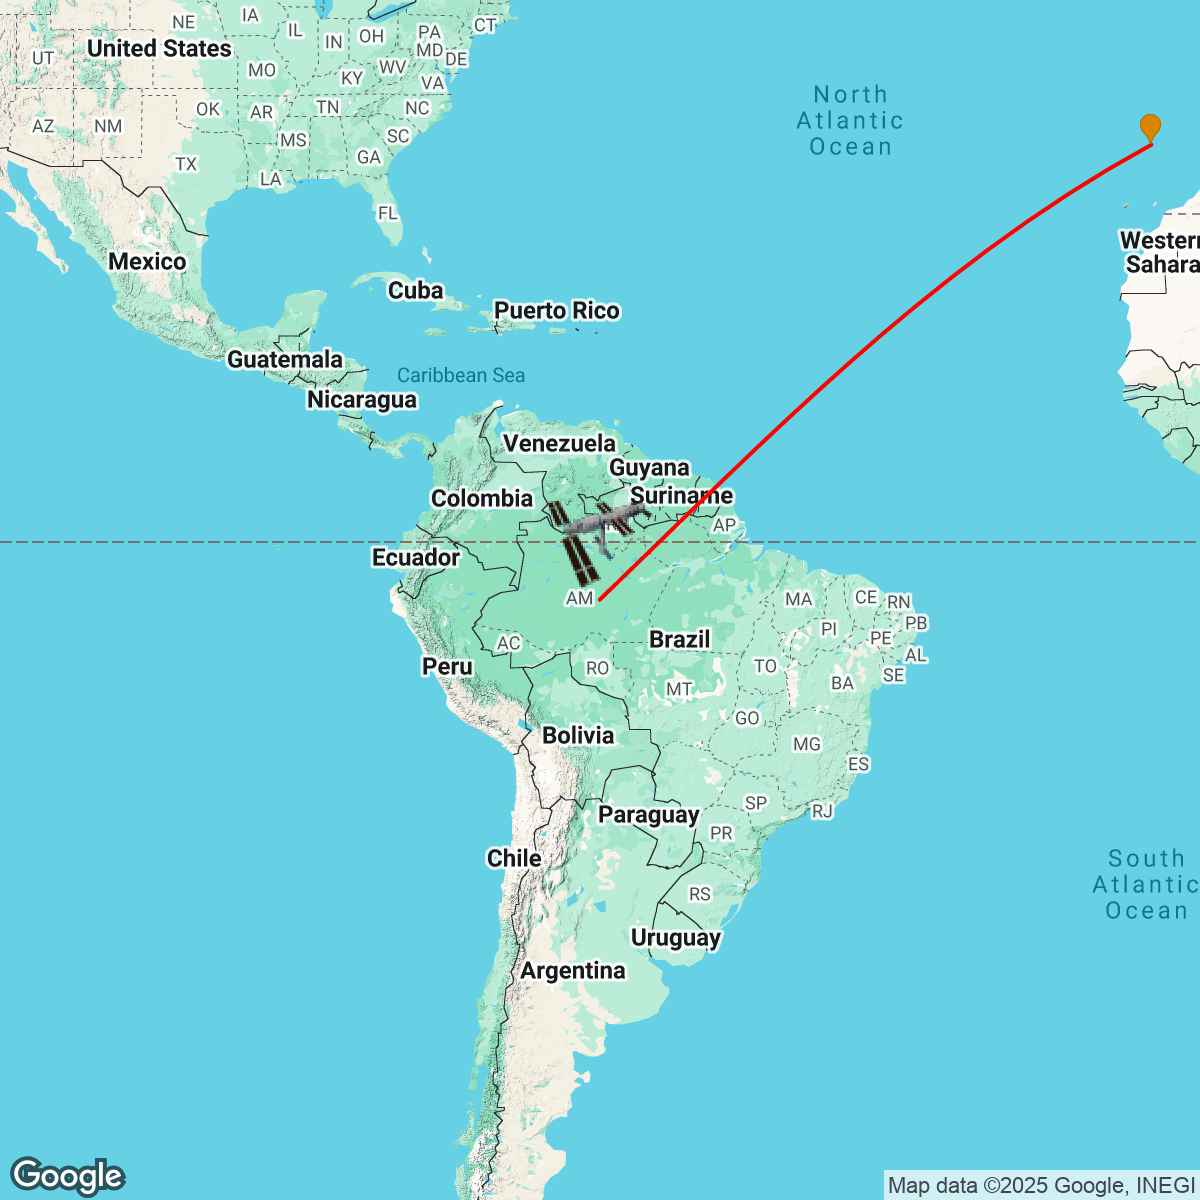 NE
IA
IL
IN
OH
PA
CT
United States
UT
MO
KY
WV
MD
DE
VA
AZ
NM
OK
AR
TN
NC
MS
SC
GA
TX
LA
FL
North
Atlantic
Ocean
Western
Sahara
Mexico
Cuba
Puerto Rico
Guatemala
Caribbean Sea
Nicaragua
Venezuela
Guyana
Colombia
Suriname
AP
Ecuador
AM
MA
CE
RN
PB
PI
PE
AL
AC
Brazil
Peru
RO
TO
SE
MT
BA
GO
Bolivia
MG
ES
SP
RJ
Paraguay
PR
Chile
RS
South
Atlantic
Ocean
Uruguay
Argentina
Google
Map data ©2025 Google, INEGI